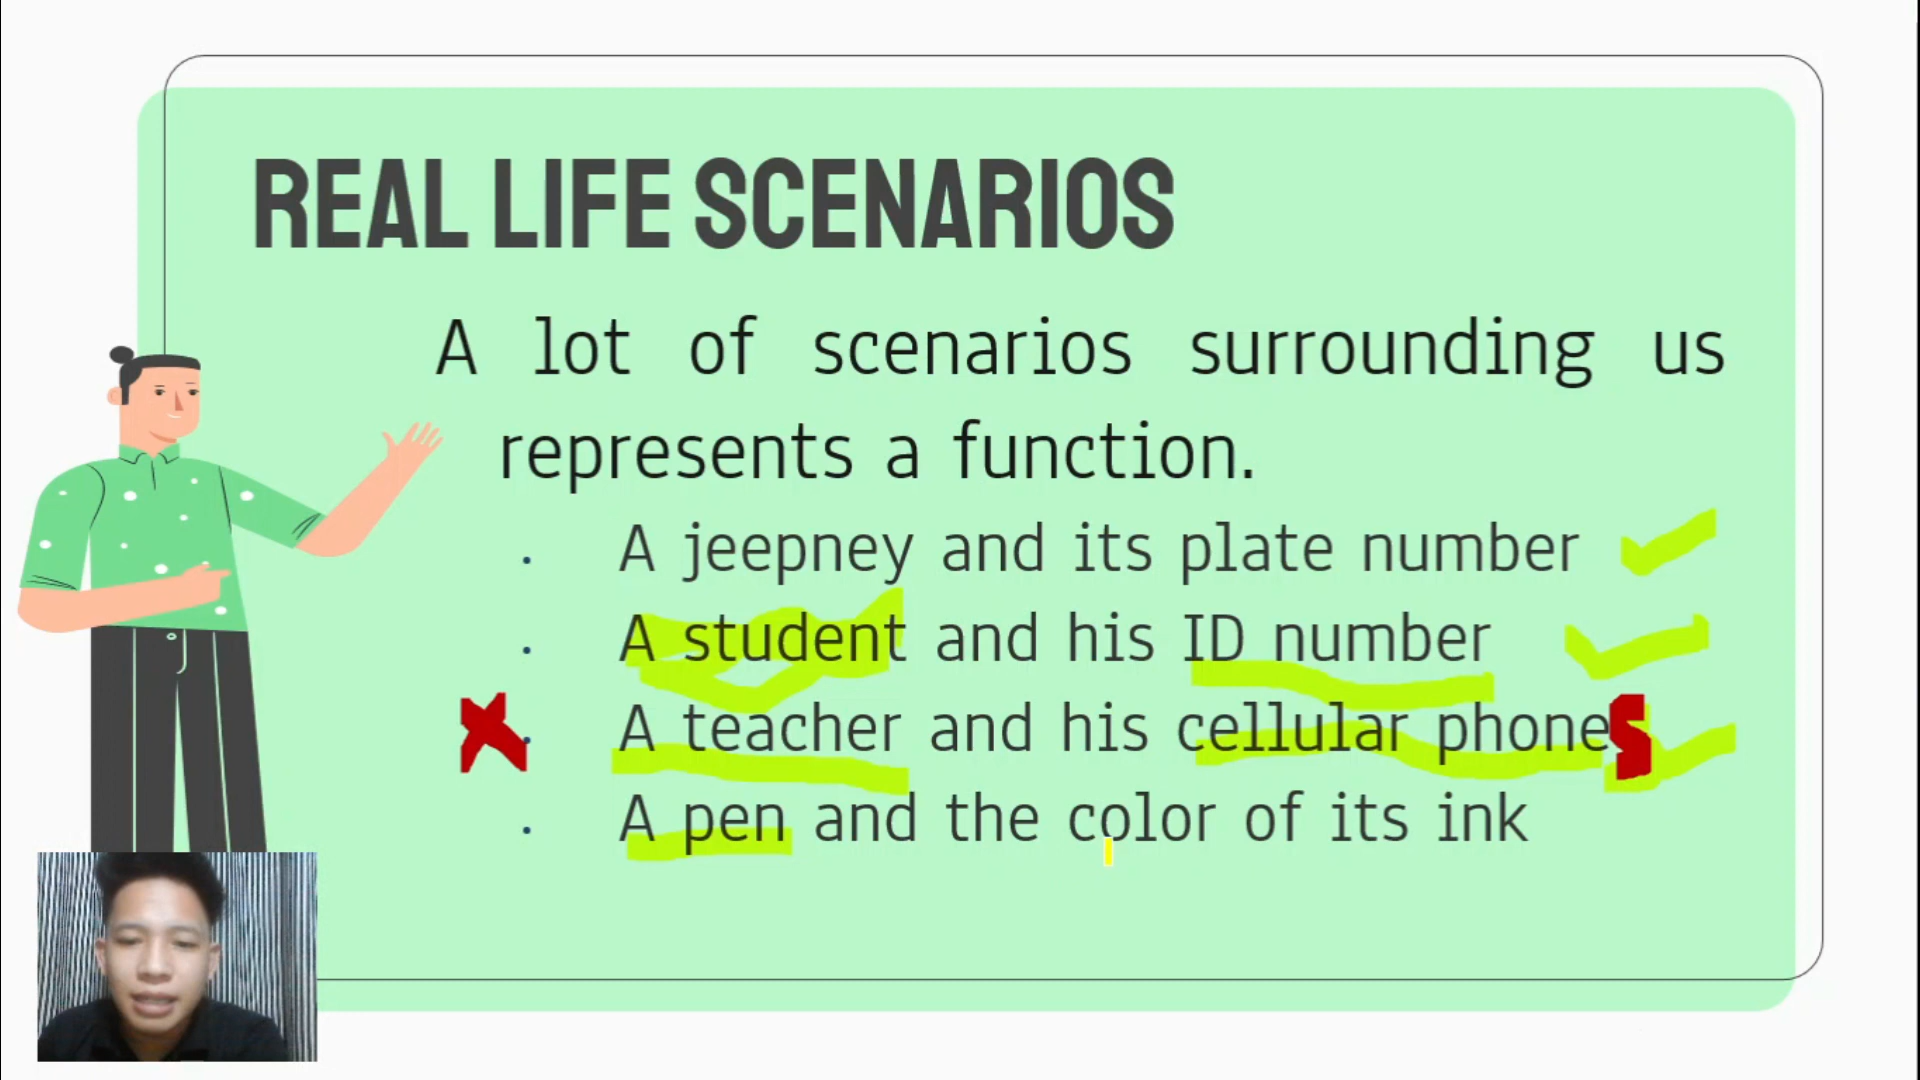 REAL LIFE SCENARIOS
A lot of scenarios surrounding us
represents a function.
. A jeepney and its plate number
. A student and his ID number
. A teacher and his cellular phones
. A pen and the color of its ink